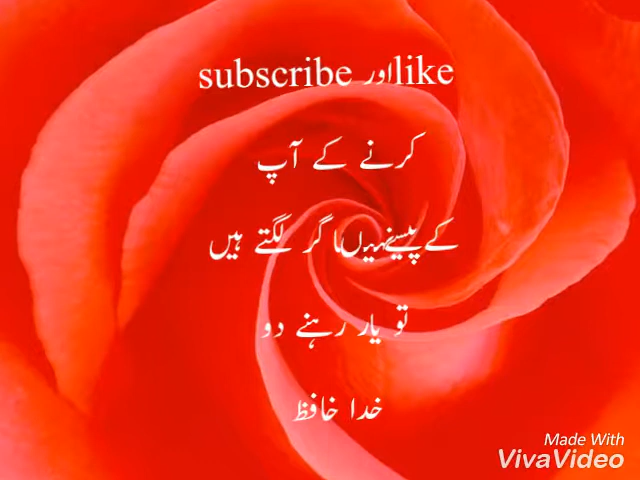 like اور subscribe
کرنے کے آپ
کے پیسے نہیں اگر لگتے ہیں
تو یار رہنے دو
خدا خافظ
Made With
VivaVideo